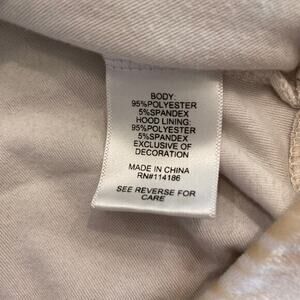 BODY:
95%POLYESTER
5%SPANDEX
HOOD LINING:
95%POLYESTER
5%SPANDEX
EXCLUSIVE OF
DECORATION
MADE IN CHINA
RN#114186
SEE REVERSE FOR
CARE